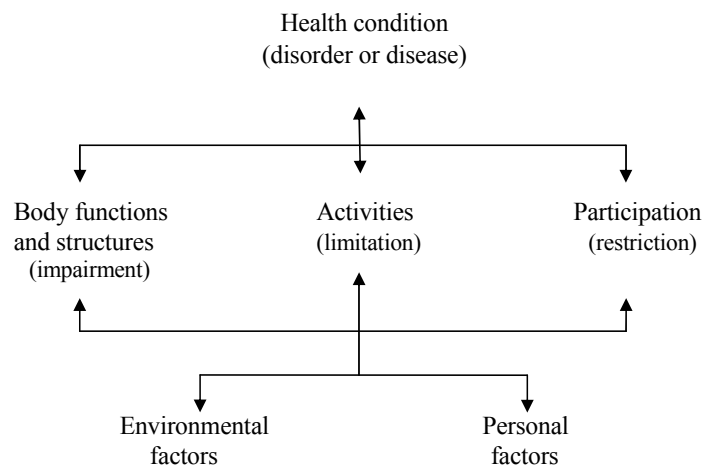 Health condition
(disorder or disease)
Body functions
and structures
(impairment)
Activities
(limitation)
Participation
(restriction)
Environmental
factors
Personal
factors